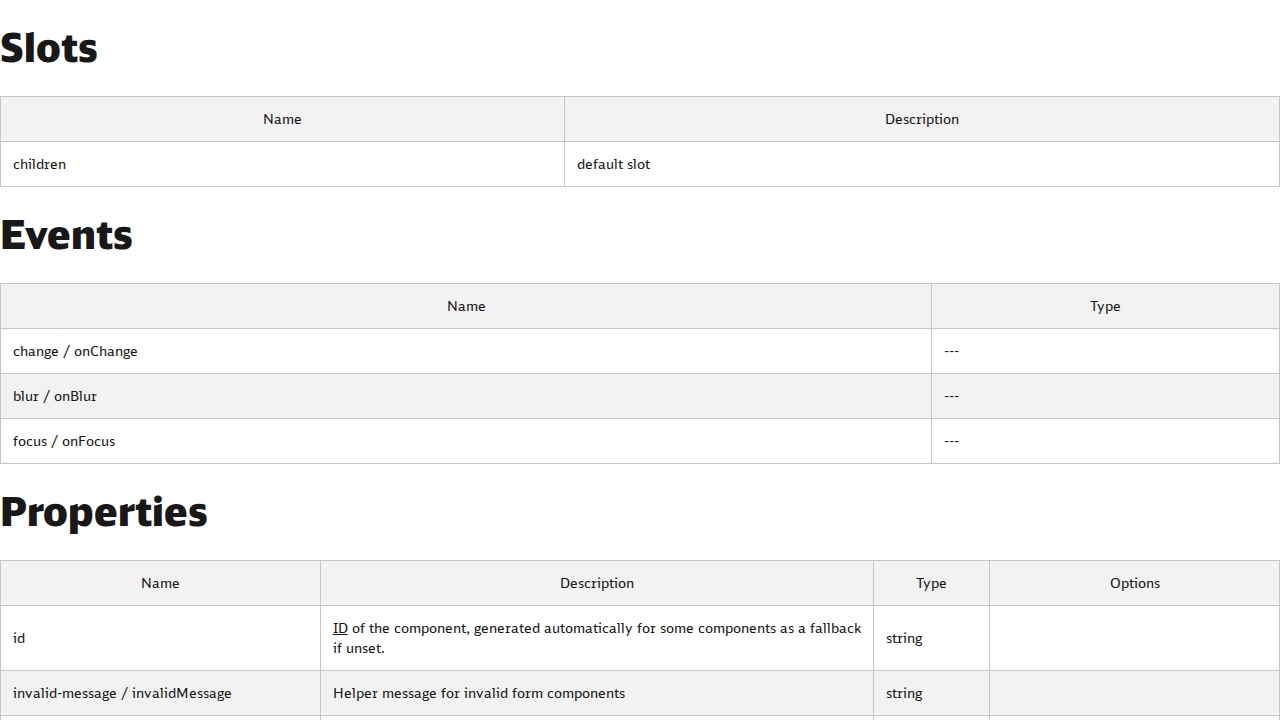 Slots
Name Description
children default slot
Events
Name Type
change / onChange ---
blur / onBlur ---
focus / onFocus ---
Properties
Name Description Type Options
id ID of the component, generated automatically for some components as a fallback if unset. string
invalid-message / invalidMessage Helper message for invalid form components string